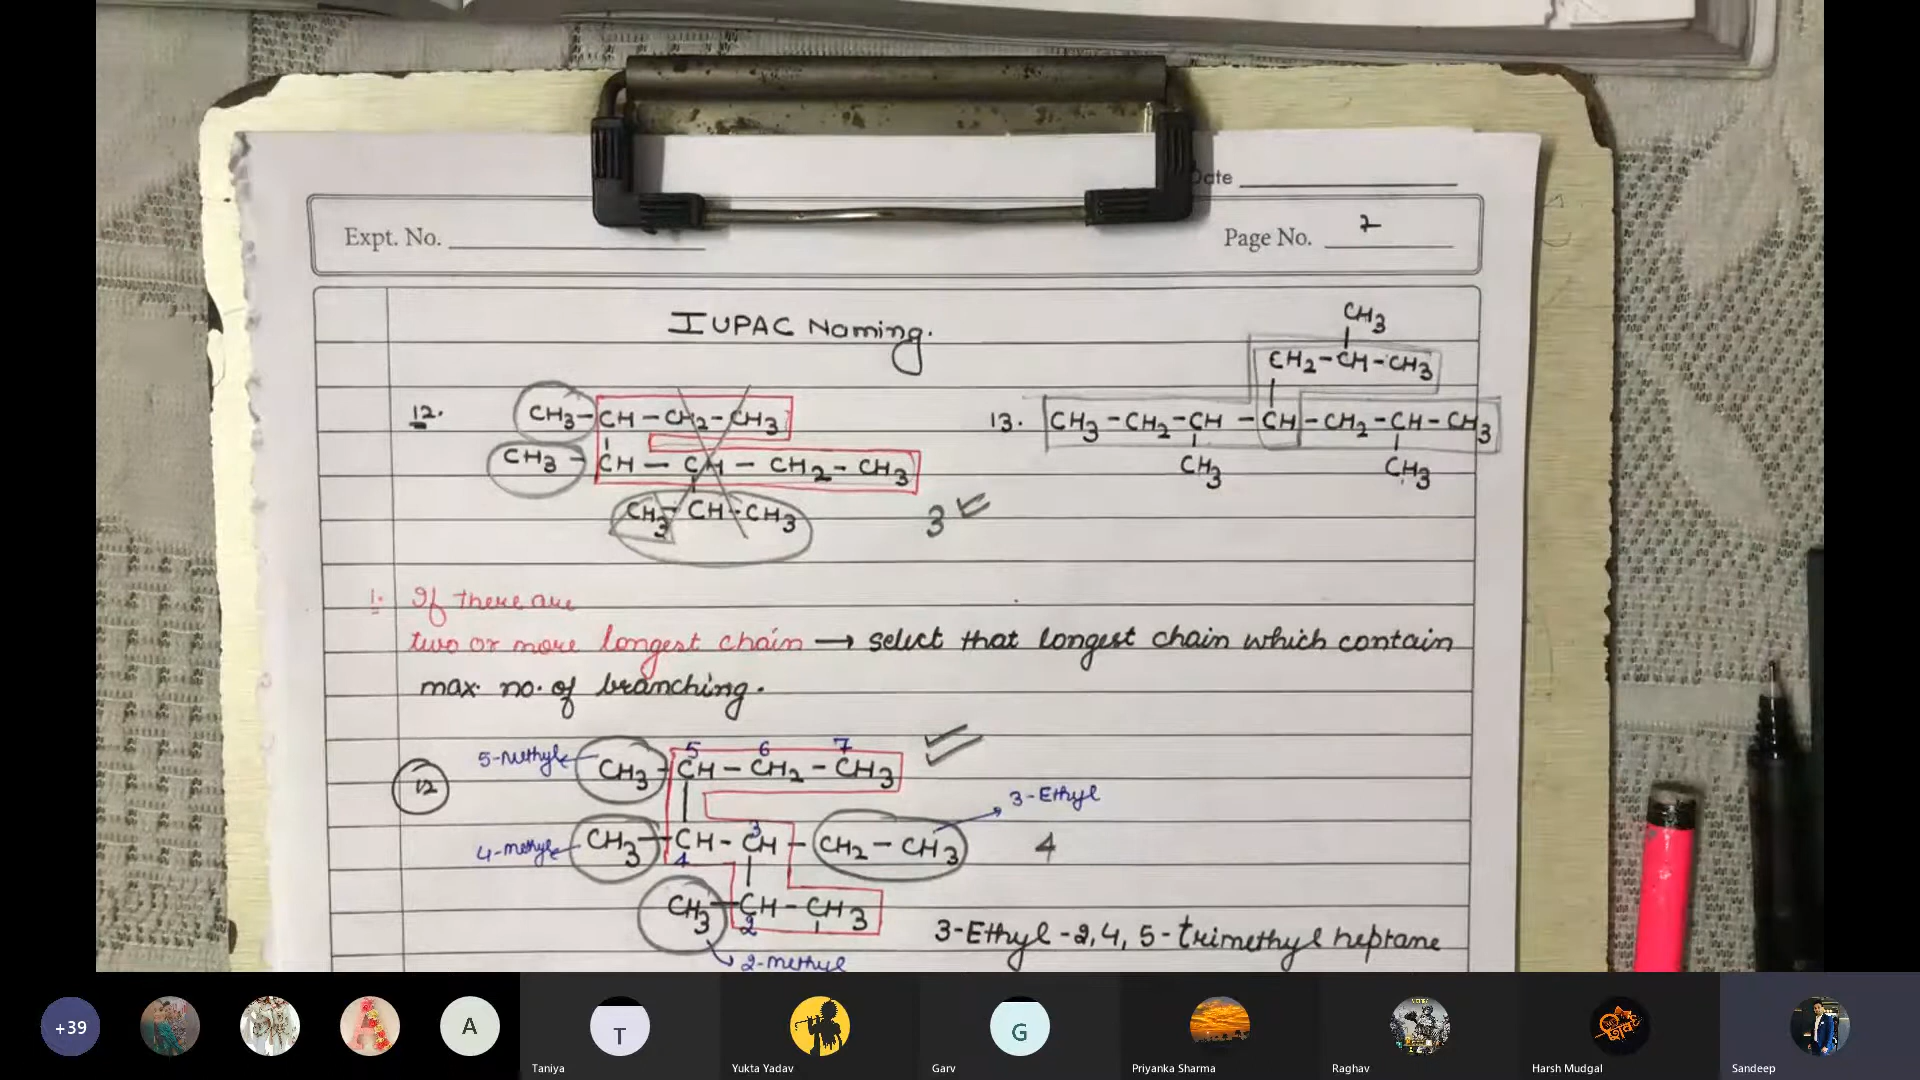 Date
Expt. No.
Page No. 7
IUPAC Naming.
12. CH3-CH-CH2-CH3
CH3-CH-CH-CH2-CH3
CH3-CH-CH3
3
CH3
CH2-CH-CH3
13. CH3-CH2-CH-CH-CH2-CH-CH3
CH3 CH3
1. If there are
two or more longest chain → select that longest chain which contain
max. no. of branching.
5 6 7
5-methyl CH3-CH-CH2-CH3
12
3-Ethyl
3
4-methyl CH3-CH-CH-CH2-CH3 4
4
CH3-CH-CH3
2
3-Ethyl-2,4,5-trimethyl heptane
2-methyl
+39
A
T
G
Taniya
Yukta Yadav
Garv
Priyanka Sharma
Raghav
Harsh Mudgal
Sandeep